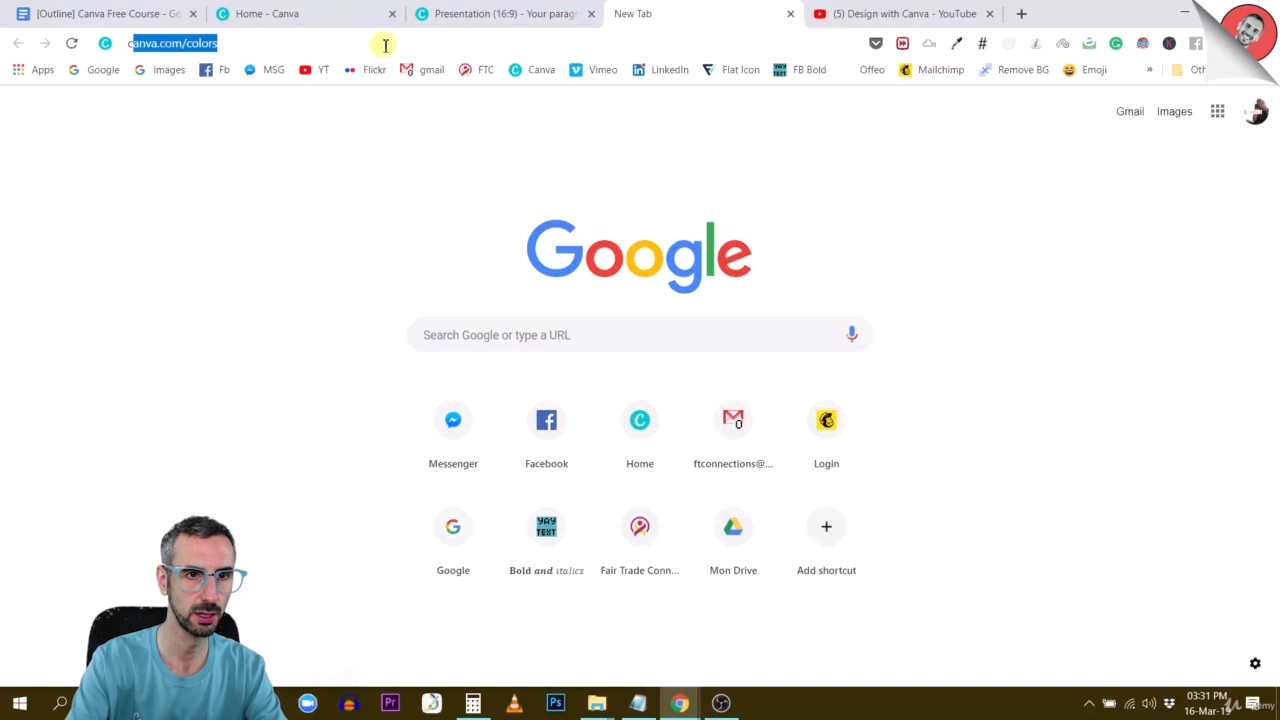 [Outline] Canva Free Course - Go
Home - Canva
Presentation (16:9) - Your parag
New Tab
(5) Design with Canva - YouTube
canva.com/colors
Apps
Google
Images
Fb
MSG
YT
Flickr
gmail
FTC
Canva
Vimeo
LinkedIn
Flat Icon
FB Bold
Offeo
Mailchimp
Remove BG
Emoji
»
Gmail
Images
Google
Search Google or type a URL
Messenger
Facebook
Home
ftconnections@...
Login
YAY
TEXT
Google
Bold and italics
Fair Trade Conn...
Mon Drive
Add shortcut
03:31 PM
16-Mar-19